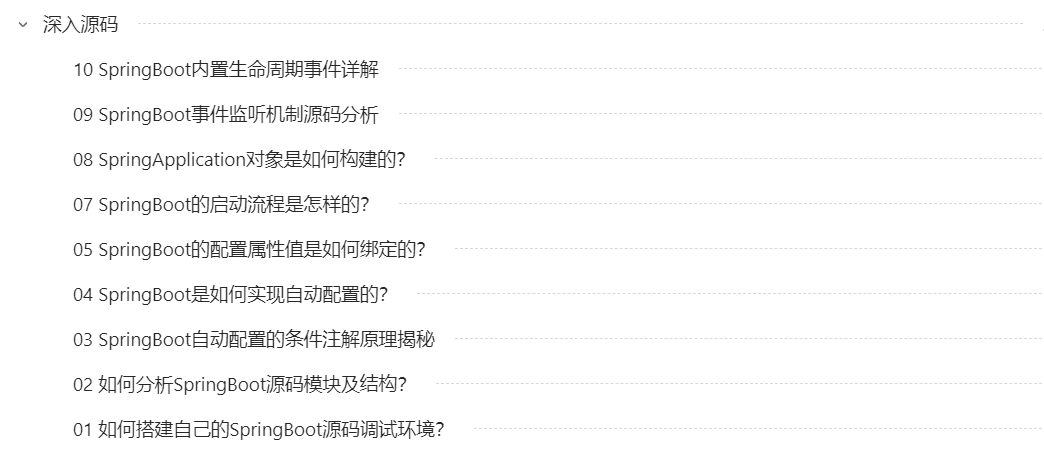 深入源码
10 SpringBoot内置生命周期事件详解
09 SpringBoot事件监听机制源码分析
08 SpringApplication对象是如何构建的？
07 SpringBoot的启动流程是怎样的？
05 SpringBoot的配置属性值是如何绑定的？
04 SpringBoot是如何实现自动配置的？
03 SpringBoot自动配置的条件注解原理揭秘
02 如何分析SpringBoot源码模块及结构？
01 如何搭建自己的SpringBoot源码调试环境？